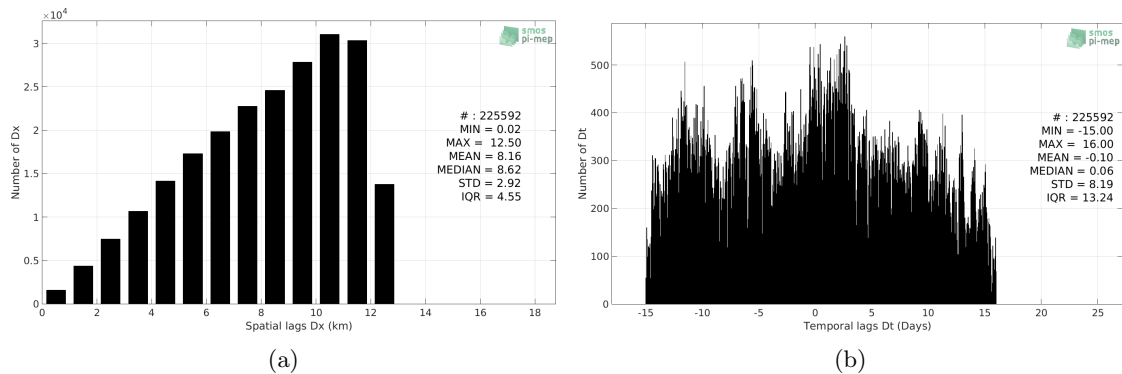 ×10⁴
smos
pi-mep
3
2.5
2
1.5
1
0.5
0
Number of Dx
# : 225592
MIN = 0.02
MAX = 12.50
MEAN = 8.16
MEDIAN = 8.62
STD = 2.92
IQR = 4.55
0 2 4 6 8 10 12 14 16 18
Spatial lags Dx (km)
(a)
smos
pi-mep
500
400
300
200
100
0
Number of Dt
# : 225592
MIN = -15.00
MAX = 16.00
MEAN = -0.10
MEDIAN = 0.06
STD = 8.19
IQR = 13.24
-15 -10 -5 0 5 10 15 20 25
Temporal lags Dt (Days)
(b)